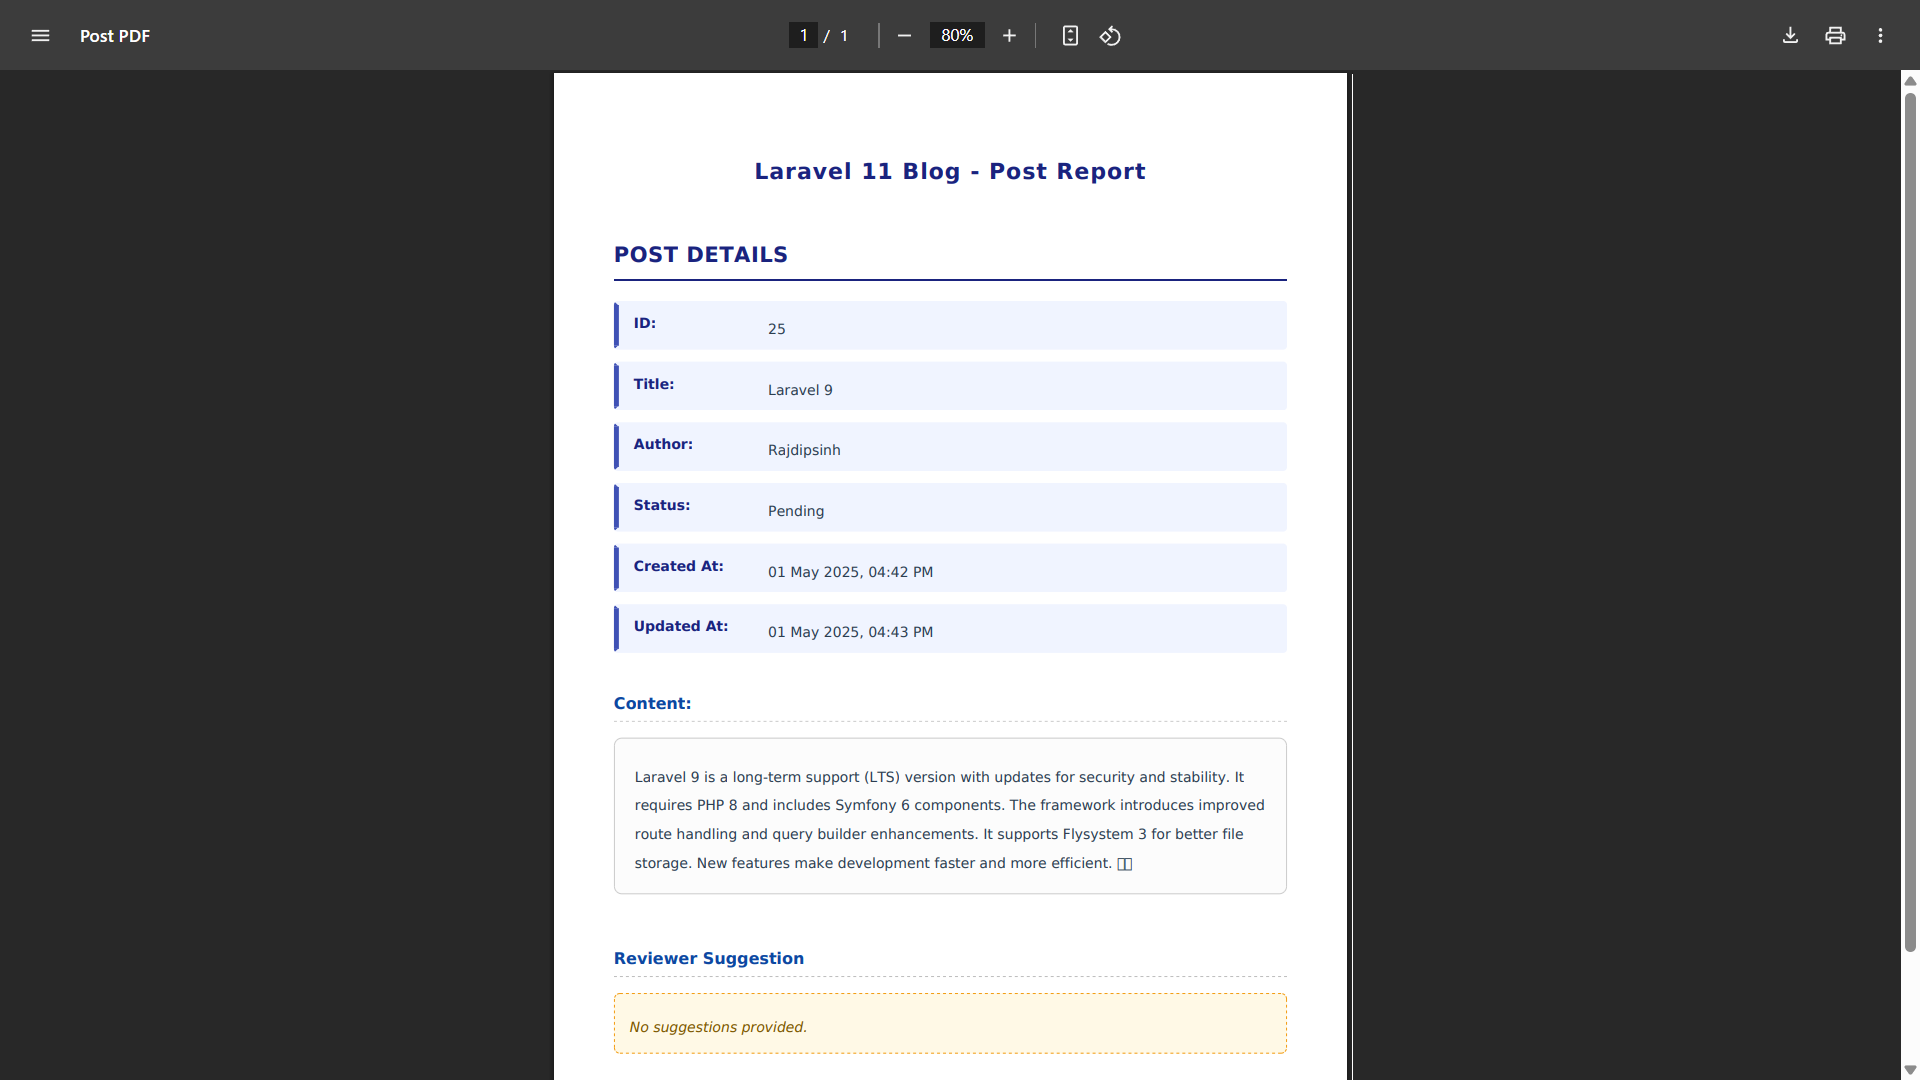 Post PDF
1 / 1
80%
Laravel 11 Blog - Post Report
POST DETAILS
ID: 25
Title: Laravel 9
Author: Rajdipsinh
Status: Pending
Created At: 01 May 2025, 04:42 PM
Updated At: 01 May 2025, 04:43 PM
Content:
Laravel 9 is a long-term support (LTS) version with updates for security and stability. It
requires PHP 8 and includes Symfony 6 components. The framework introduces improved
route handling and query builder enhancements. It supports Flysystem 3 for better file
storage. New features make development faster and more efficient. 
Reviewer Suggestion
No suggestions provided.